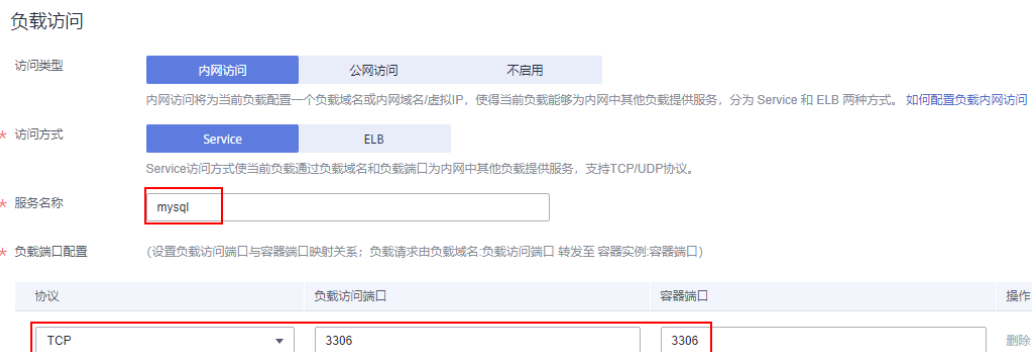 负载访问
访问类型 内网访问 公网访问 不启用
内网访问将为当前负载配置一个负载域名或内网域名/虚拟IP，使得当前负载能够为内网中其他负载提供服务，分为 Service 和 ELB 两种方式。 如何配置负载内网访问
* 访问方式 Service ELB
Service访问方式使当前负载通过负载域名和负载端口为内网中其他负载提供服务，支持TCP/UDP协议。
* 服务名称 mysql
* 负载端口配置 (设置负载访问端口与容器端口映射关系；负载请求由负载域名:负载访问端口 转发至 容器实例:容器端口)
协议 负载访问端口 容器端口 操作
TCP 3306 3306 删除